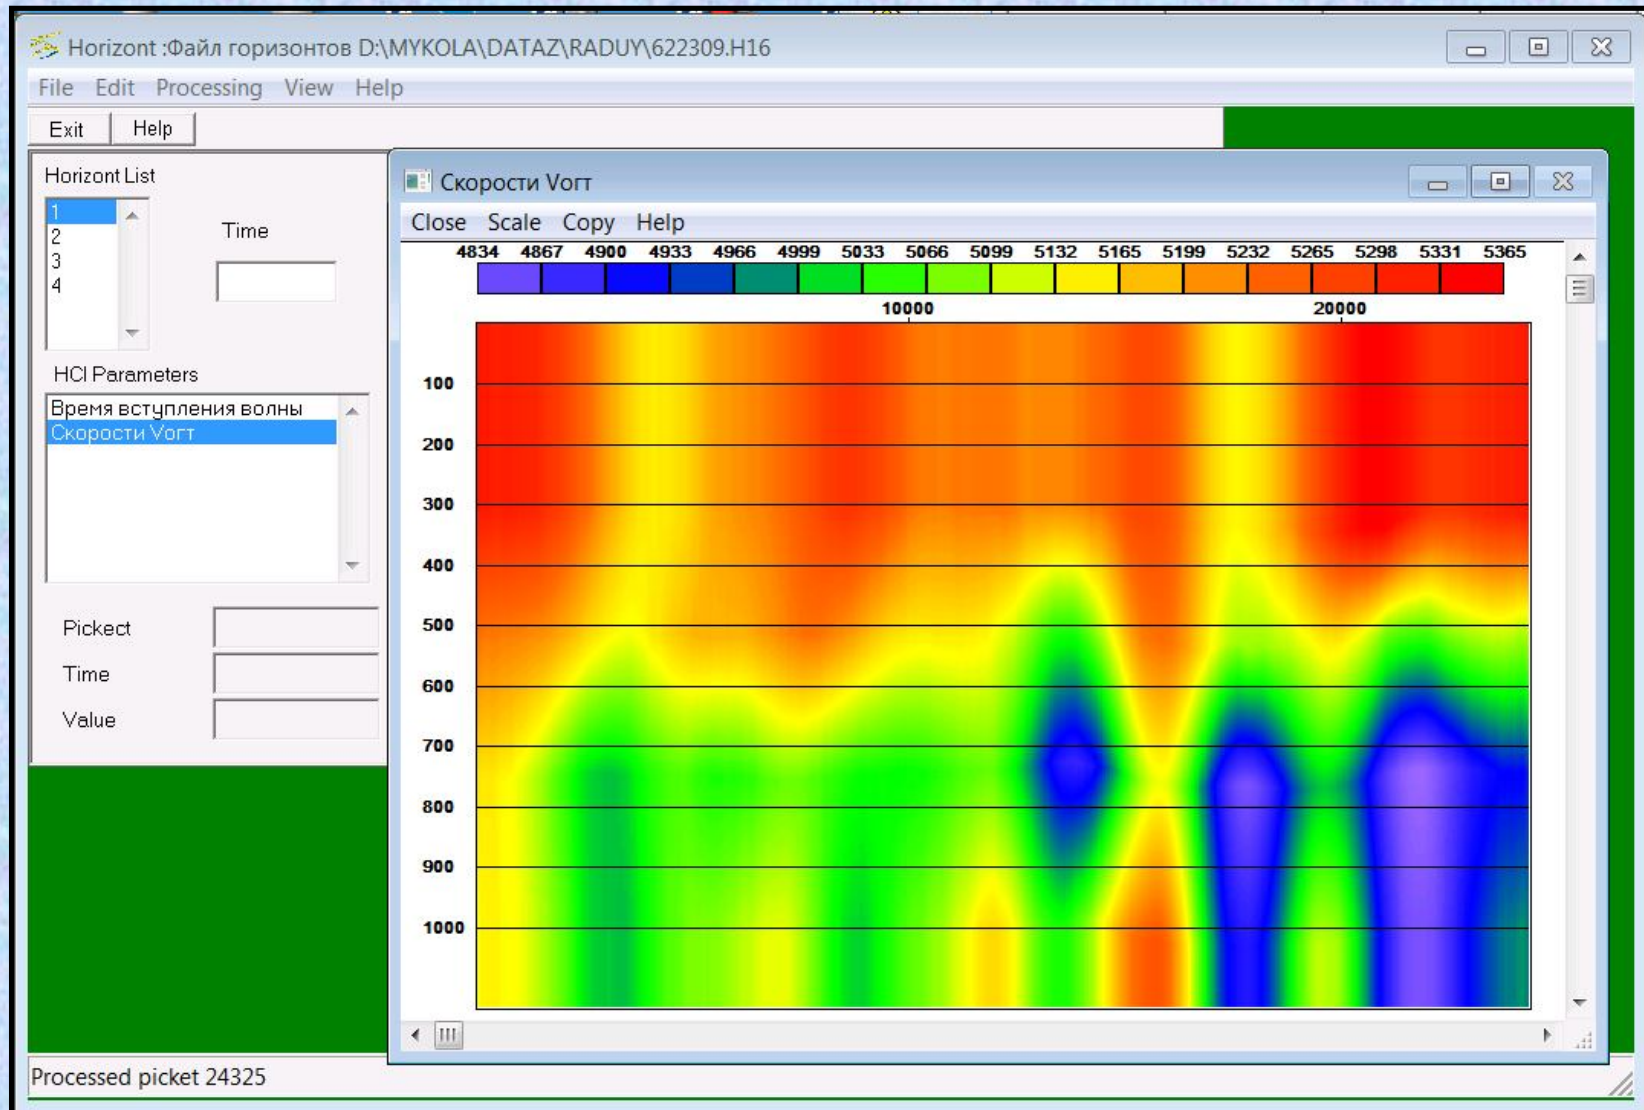 Horizont :Файл горизонтов D:\MYKOLA\DATAZ\RADUY\622309.H16
File Edit Processing View Help
Exit Help
Horizont List
1
2
3
4
Time
HCI Parameters
Время вступления волны
Скорости Vогт
Pickect
Time
Value
Скорости Vогт
Close Scale Copy Help
4834 4867 4900 4933 4966 4999 5033 5066 5099 5132 5165 5199 5232 5265 5298 5331 5365
10000 20000
100
200
300
400
500
600
700
800
900
1000
Processed picket 24325